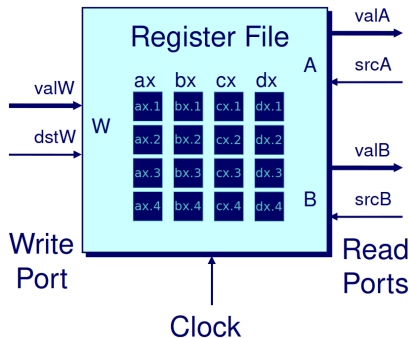 Register File
valA
srcA
A
valW
dstW
W
ax bx cx dx
ax.1 bx.1 cx.1 dx.1
ax.2 bx.2 cx.2 dx.2
ax.3 bx.3 cx.3 dx.3
ax.4 bx.4 cx.4 dx.4
valB
srcB
B
Write
Port
Read
Ports
Clock